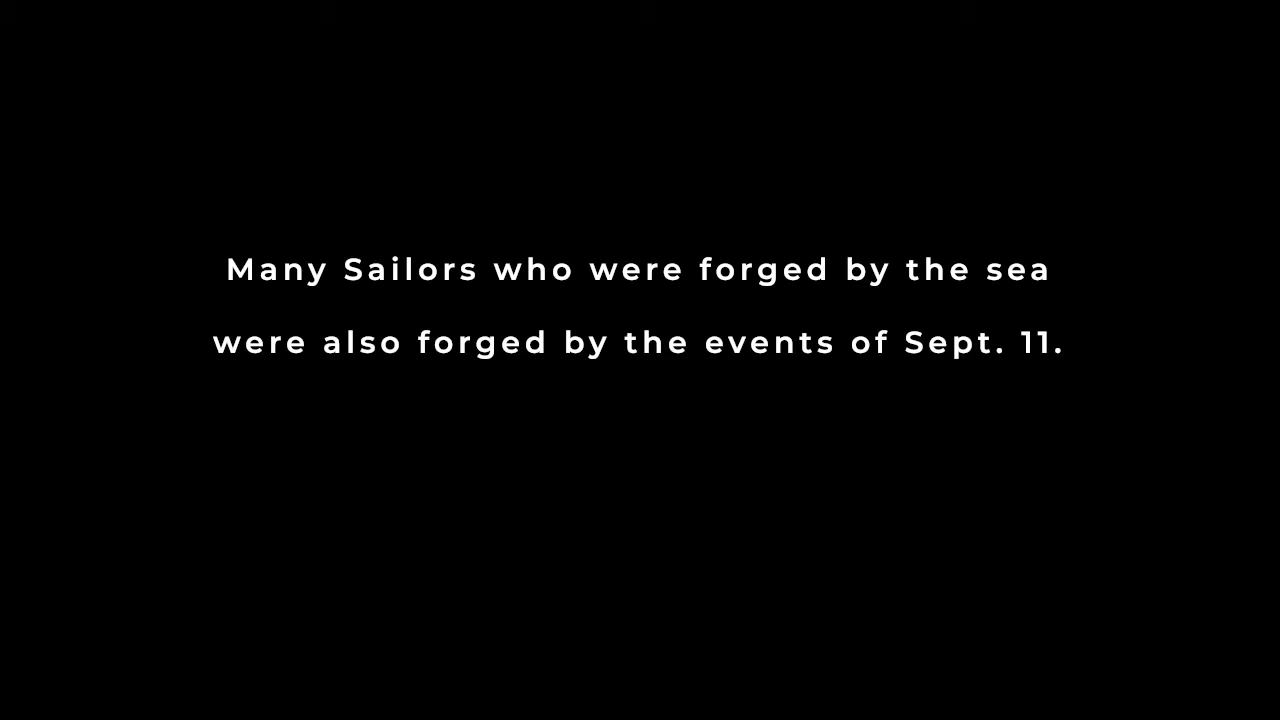 Many Sailors who were forged by the sea
were also forged by the events of Sept. 11.